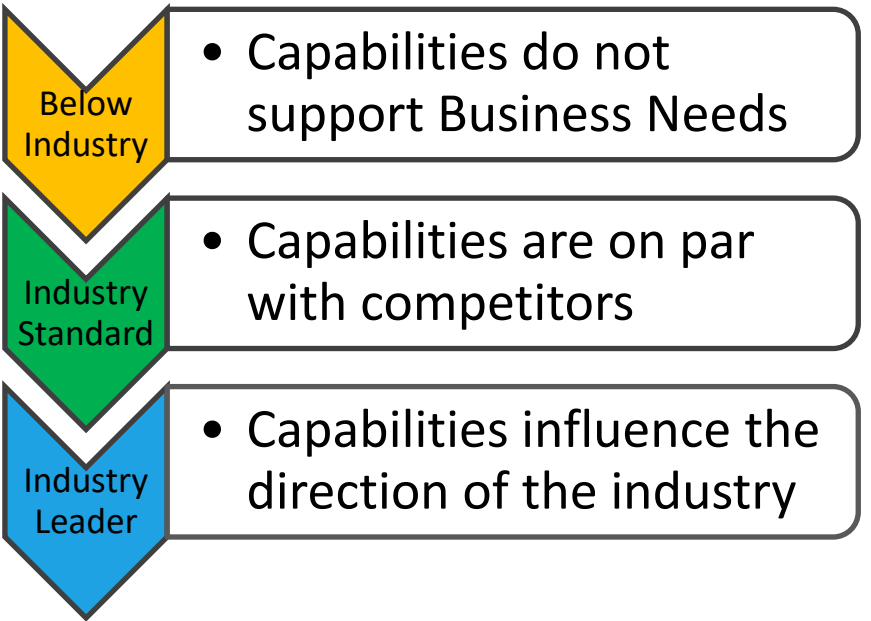 Below
Industry
• Capabilities do not
support Business Needs
Industry
Standard
• Capabilities are on par
with competitors
Industry
Leader
• Capabilities influence the
direction of the industry